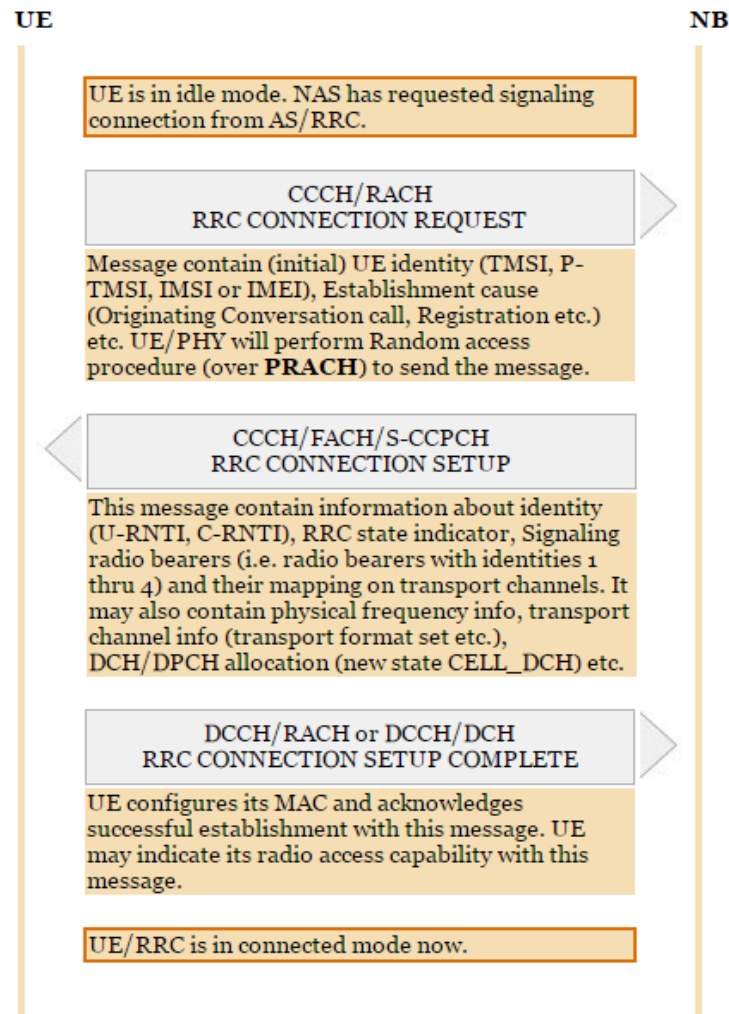 UE
NB
UE is in idle mode. NAS has requested signaling
connection from AS/RRC.
CCCH/RACH
RRC CONNECTION REQUEST
Message contain (initial) UE identity (TMSI, P-
TMSI, IMSI or IMEI), Establishment cause
(Originating Conversation call, Registration etc.)
etc. UE/PHY will perform Random access
procedure (over PRACH) to send the message.
CCCH/FACH/S-CCPCH
RRC CONNECTION SETUP
This message contain information about identity
(U-RNTI, C-RNTI), RRC state indicator, Signaling
radio bearers (i.e. radio bearers with identities 1
thru 4) and their mapping on transport channels. It
may also contain physical frequency info, transport
channel info (transport format set etc.),
DCH/DPCH allocation (new state CELL_DCH) etc.
DCCH/RACH or DCCH/DCH
RRC CONNECTION SETUP COMPLETE
UE configures its MAC and acknowledges
successful establishment with this message. UE
may indicate its radio access capability with this
message.
UE/RRC is in connected mode now.